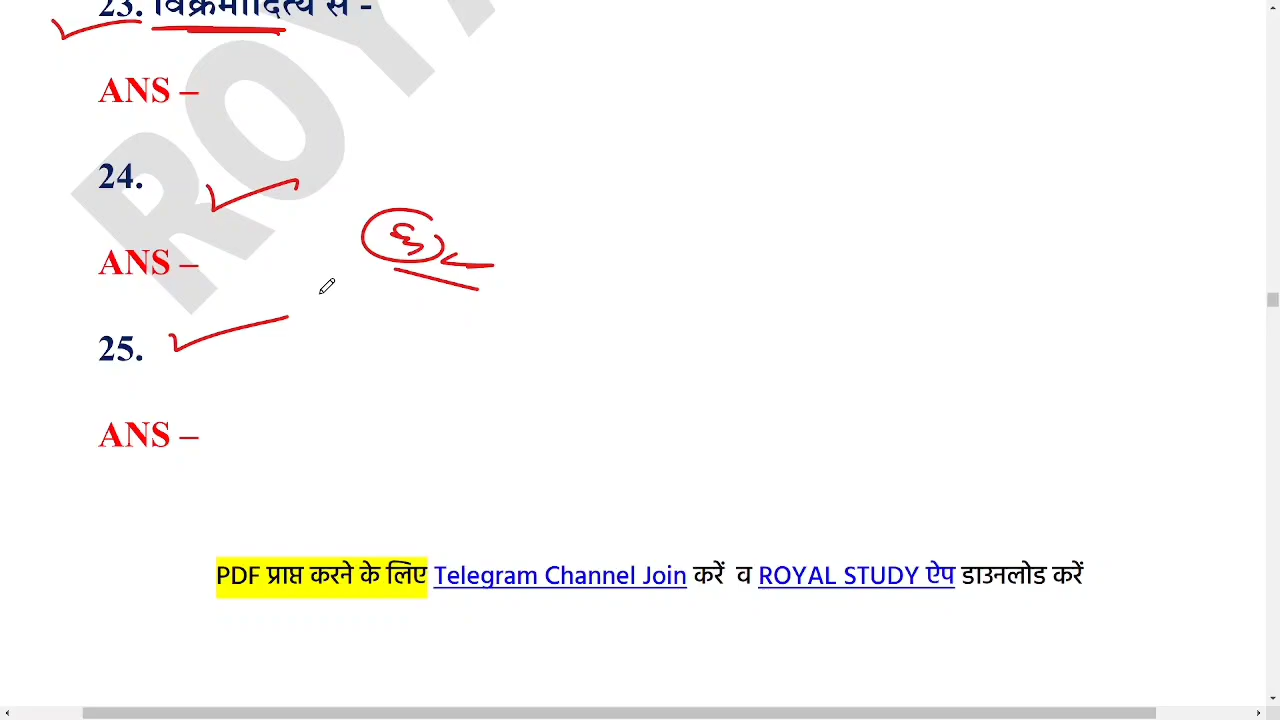 23. विक्रमादित्य से -
ANS –
24.
ANS –
25.
ANS –
PDF प्राप्त करने के लिए Telegram Channel Join करें व ROYAL STUDY ऐप डाउनलोड करें